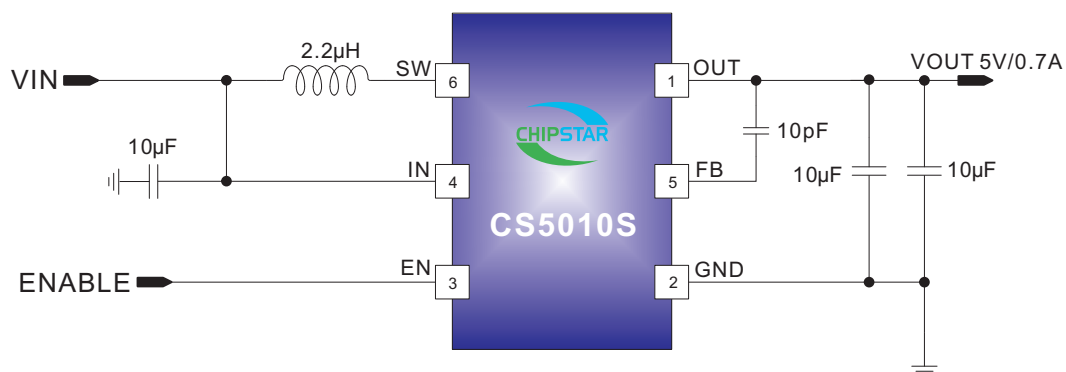 2.2µH
VIN
SW
6
1
OUT
VOUT 5V/0.7A
CHIPSTAR
10pF
10µF
IN
4
5
FB
10µF
10µF
CS5010S
ENABLE
EN
3
2
GND